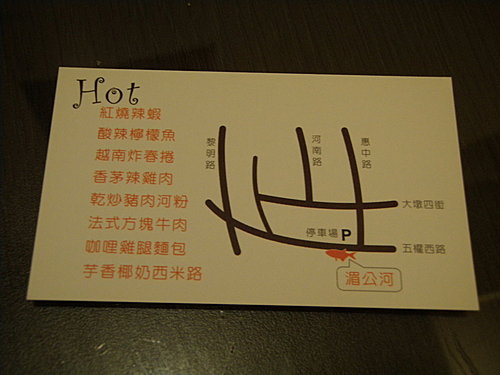 Hot
紅燒辣蝦
酸辣檸檬魚
越南炸春捲
香茅辣雞肉
乾炒豬肉河粉
法式方塊牛肉
咖哩雞腿麵包
芋香椰奶西米路
黎明路
河南路
惠中路
大墩四街
停車場 P
五權西路
湄公河